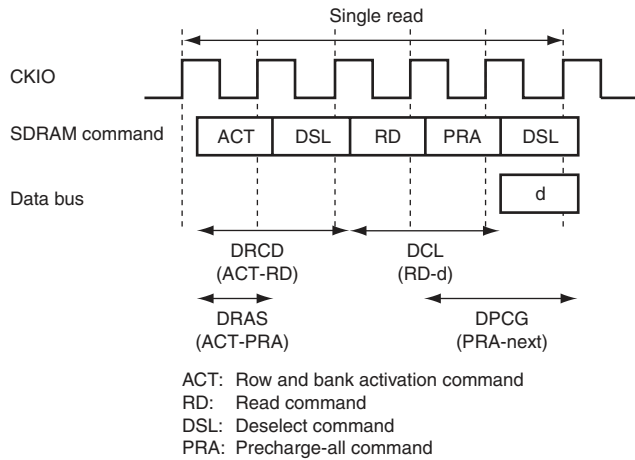 Single read
CKIO
SDRAM command
ACT DSL RD PRA DSL
Data bus
d
DRCD
(ACT-RD)
DCL
(RD-d)
DRAS
(ACT-PRA)
DPCG
(PRA-next)
ACT: Row and bank activation command
RD: Read command
DSL: Deselect command
PRA: Precharge-all command